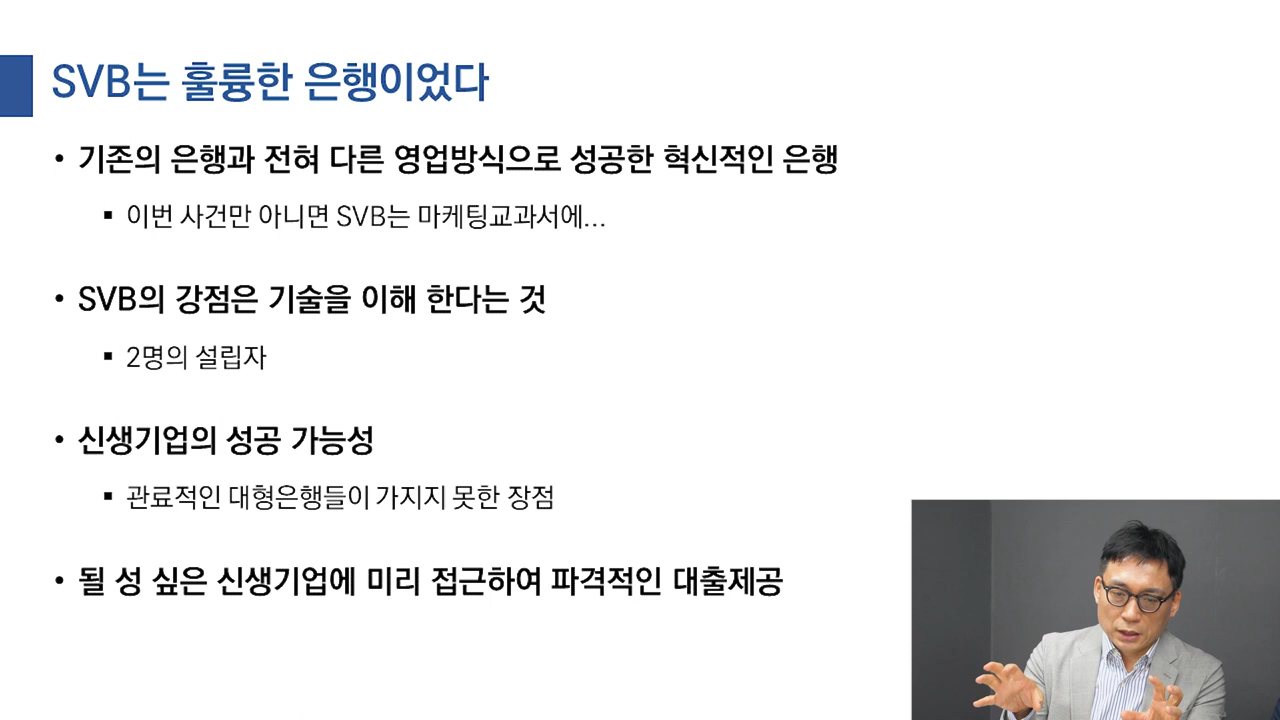 SVB는 훌륭한 은행이었다
• 기존의 은행과 전혀 다른 영업방식으로 성공한 혁신적인 은행
▪ 이번 사건만 아니면 SVB는 마케팅교과서에...
• SVB의 강점은 기술을 이해 한다는 것
▪ 2명의 설립자
• 신생기업의 성공 가능성
▪ 관료적인 대형은행들이 가지지 못한 장점
• 될 성 싶은 신생기업에 미리 접근하여 파격적인 대출제공